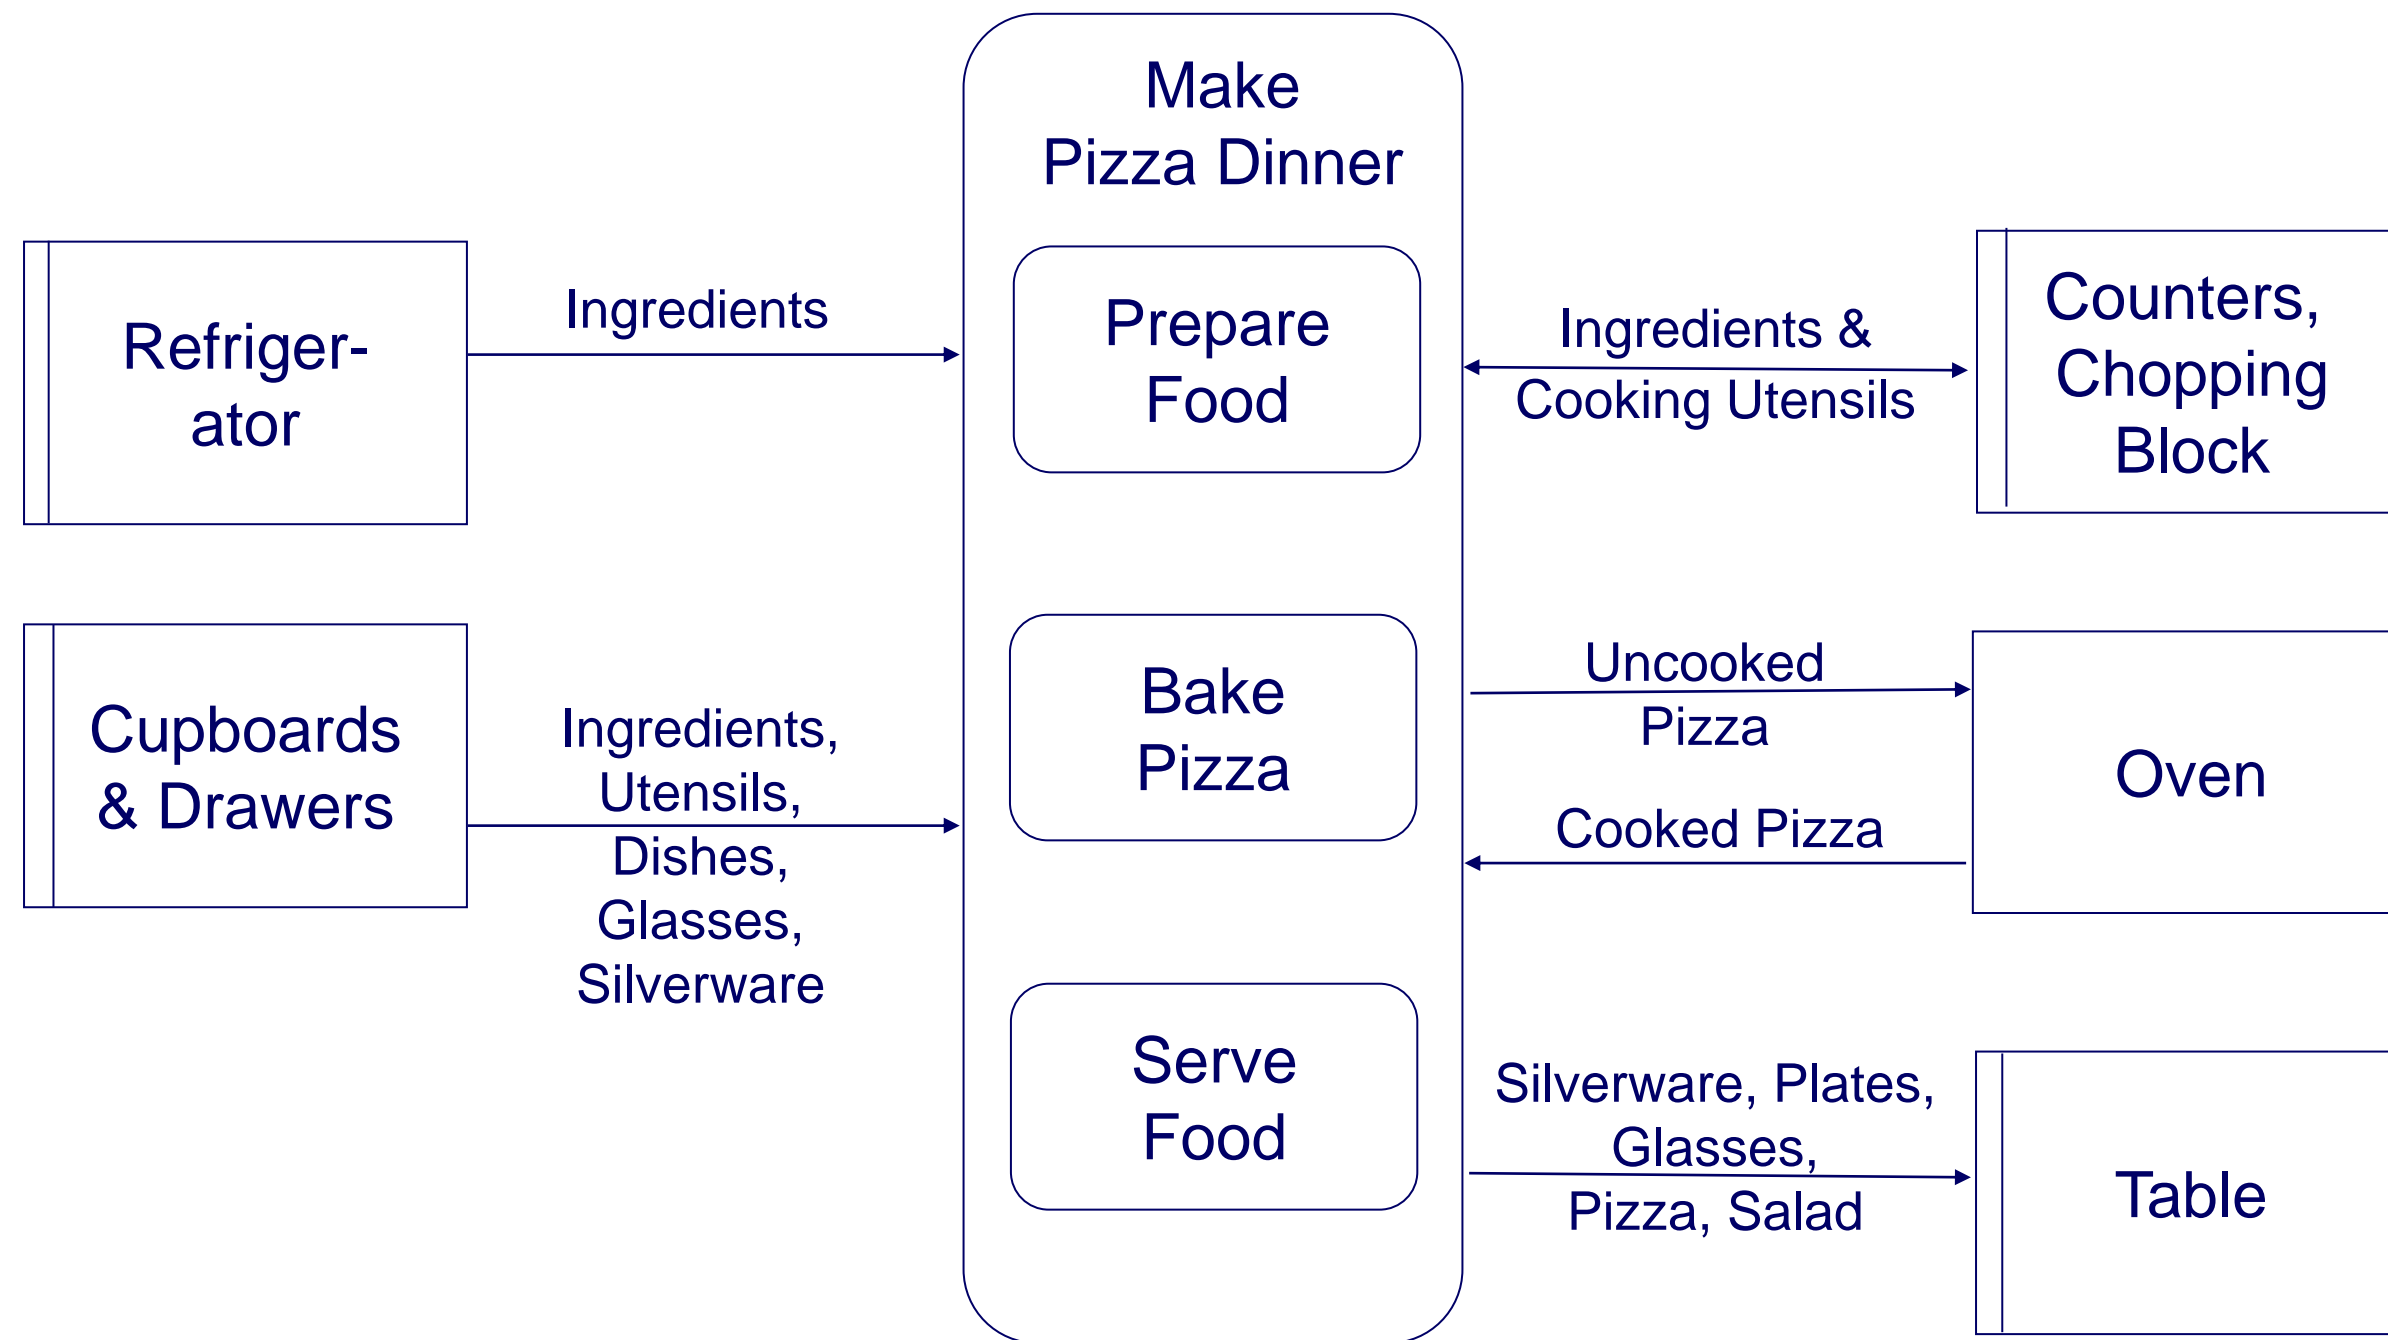 Make
Pizza Dinner
Refriger-
ator
Ingredients
Prepare
Food
Ingredients &
Cooking Utensils
Counters,
Chopping
Block
Cupboards
& Drawers
Ingredients,
Utensils,
Dishes,
Glasses,
Silverware
Bake
Pizza
Uncooked
Pizza
Cooked Pizza
Oven
Serve
Food
Silverware, Plates,
Glasses,
Pizza, Salad
Table